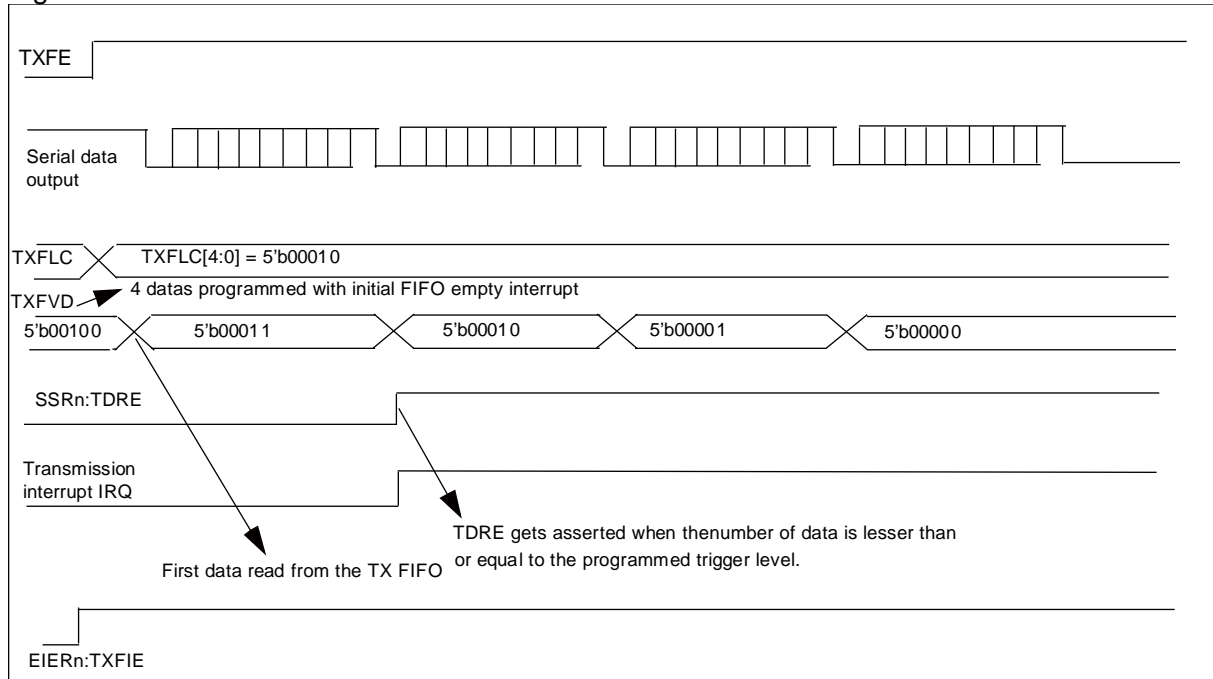 TXFE
Serial data
output
TXFLC
TXFLC[4:0] = 5'b00010
TXFVD
4 datas programmed with initial FIFO empty interrupt
5'b00100
5'b00011
5'b00010
5'b00001
5'b00000
SSRn:TDRE
Transmission
interrupt IRQ
TDRE gets asserted when thenumber of data is lesser than
or equal to the programmed trigger level.
First data read from the TX FIFO
EIERn:TXFIE